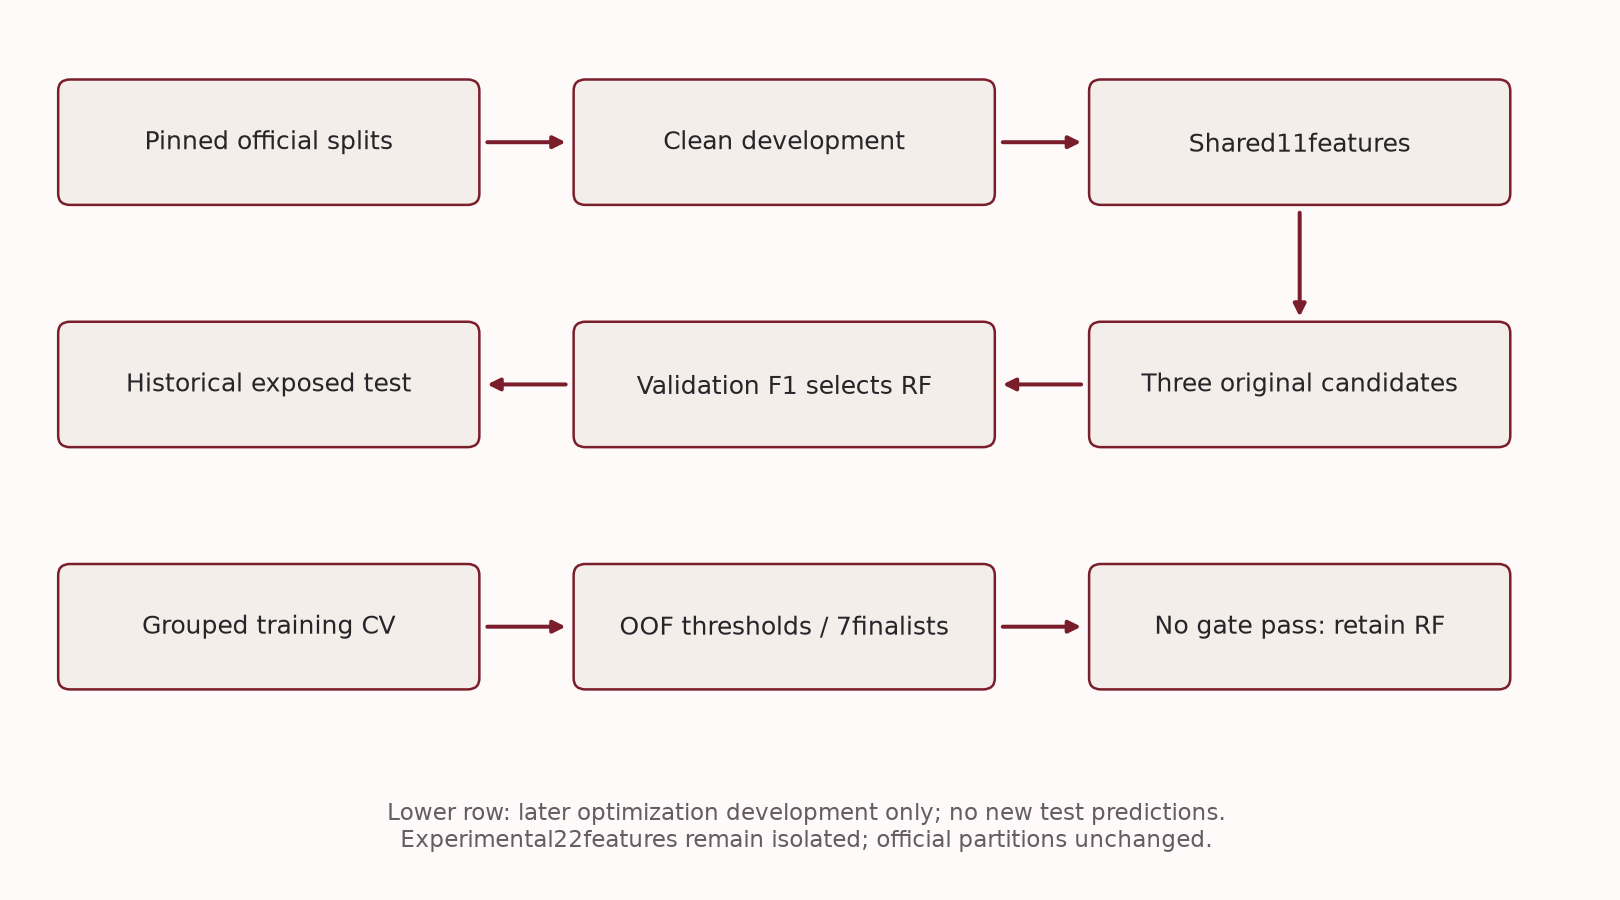 Pinned official splits
Clean development
Shared11features
Three original candidates
Validation F1 selects RF
Historical exposed test
Grouped training CV
OOF thresholds / 7finalists
No gate pass: retain RF
Lower row: later optimization development only; no new test predictions.
Experimental22features remain isolated; official partitions unchanged.